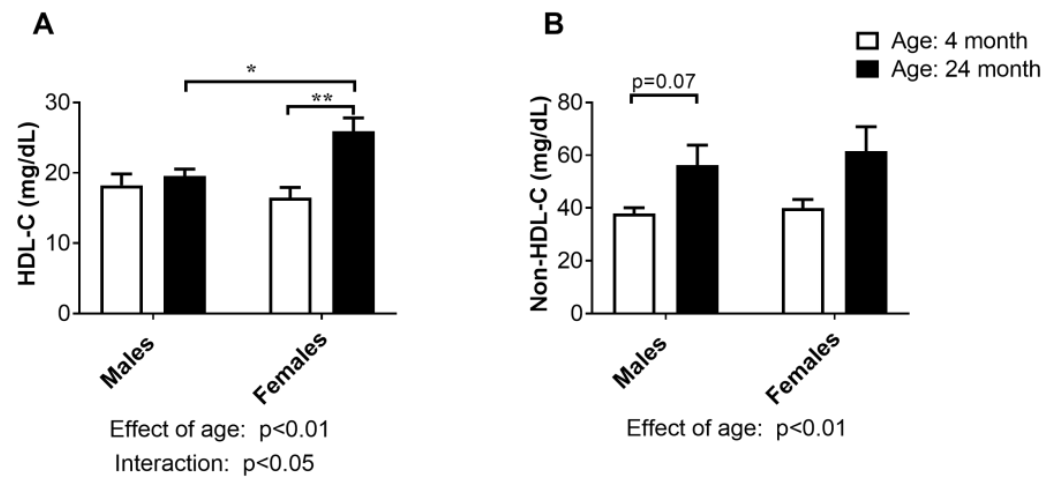 A
HDL-C (mg/dL)
30
20
10
0
*
**
Males
Females
Effect of age: p<0.01
Interaction: p<0.05
B
Age: 4 month
Age: 24 month
Non-HDL-C (mg/dL)
80
60
40
20
0
p=0.07
Males
Females
Effect of age: p<0.01